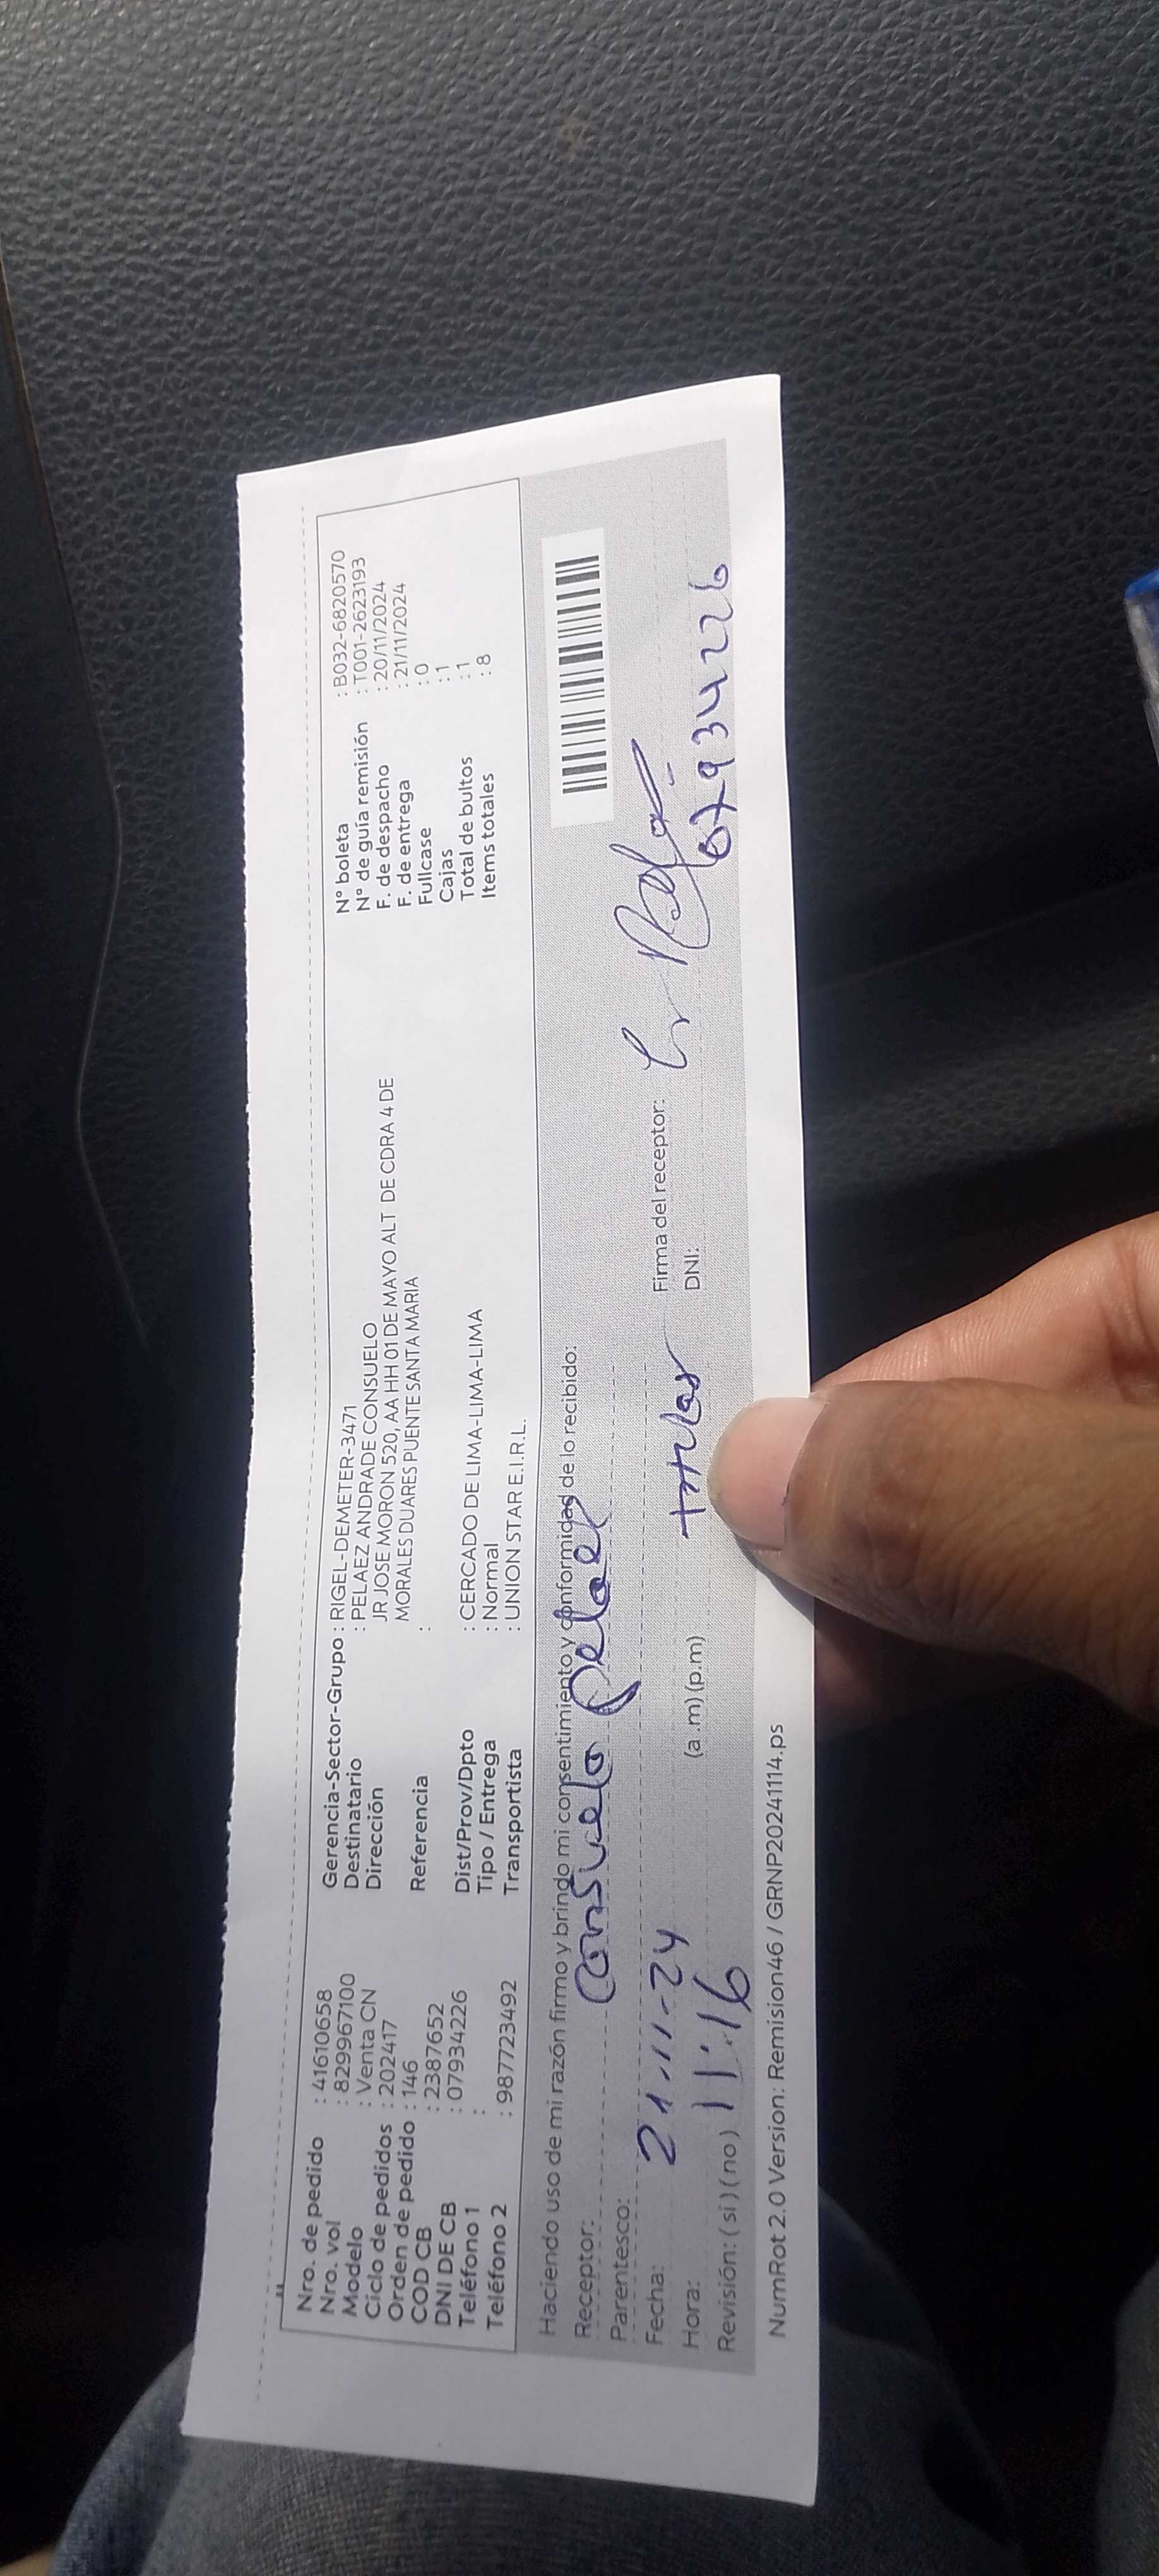 Nro. de pedido : 41610658
Nro. vol : 829967100
Modelo : Venta CN
Ciclo de pedidos : 202417
Orden de pedido : 146
COD CB : 2387652
DNI DE CB : 07934226
Teléfono 1 :
Teléfono 2 : 987723492
Gerencia-Sector-Grupo : RIGEL-DEMETER-3471
Destinatario : PELAEZ ANDRADE CONSUELO
Dirección JR JOSE MORON 520, AA HH 01 DE MAYO ALT DE CDRA 4 DE
MORALES DUARES PUENTE SANTA MARIA
Referencia :
Dist/Prov/Dpto : CERCADO DE LIMA-LIMA-LIMA
Tipo / Entrega : Normal
Transportista : UNION STAR E.I.R.L.
N° boleta : B032-6820570
N° de guía remisión : T001-2623193
F. de despacho : 20/11/2024
F. de entrega : 21/11/2024
Fullcase : 0
Cajas : 1
Total de bultos : 1
Items totales : 8
Haciendo uso de mi razón firmo y brindo mi consentimiento y conformidad de lo recibido:
Receptor: Consuelo Pelaez
Parentesco: titular
Fecha: 21-11-24
Hora: 11:16 (a.m) (p.m)
Revisión: ( si ) ( no )
Firma del receptor:
DNI: 07934226
NumRot 2.0 Version: Remision46 / GRNP20241114.ps